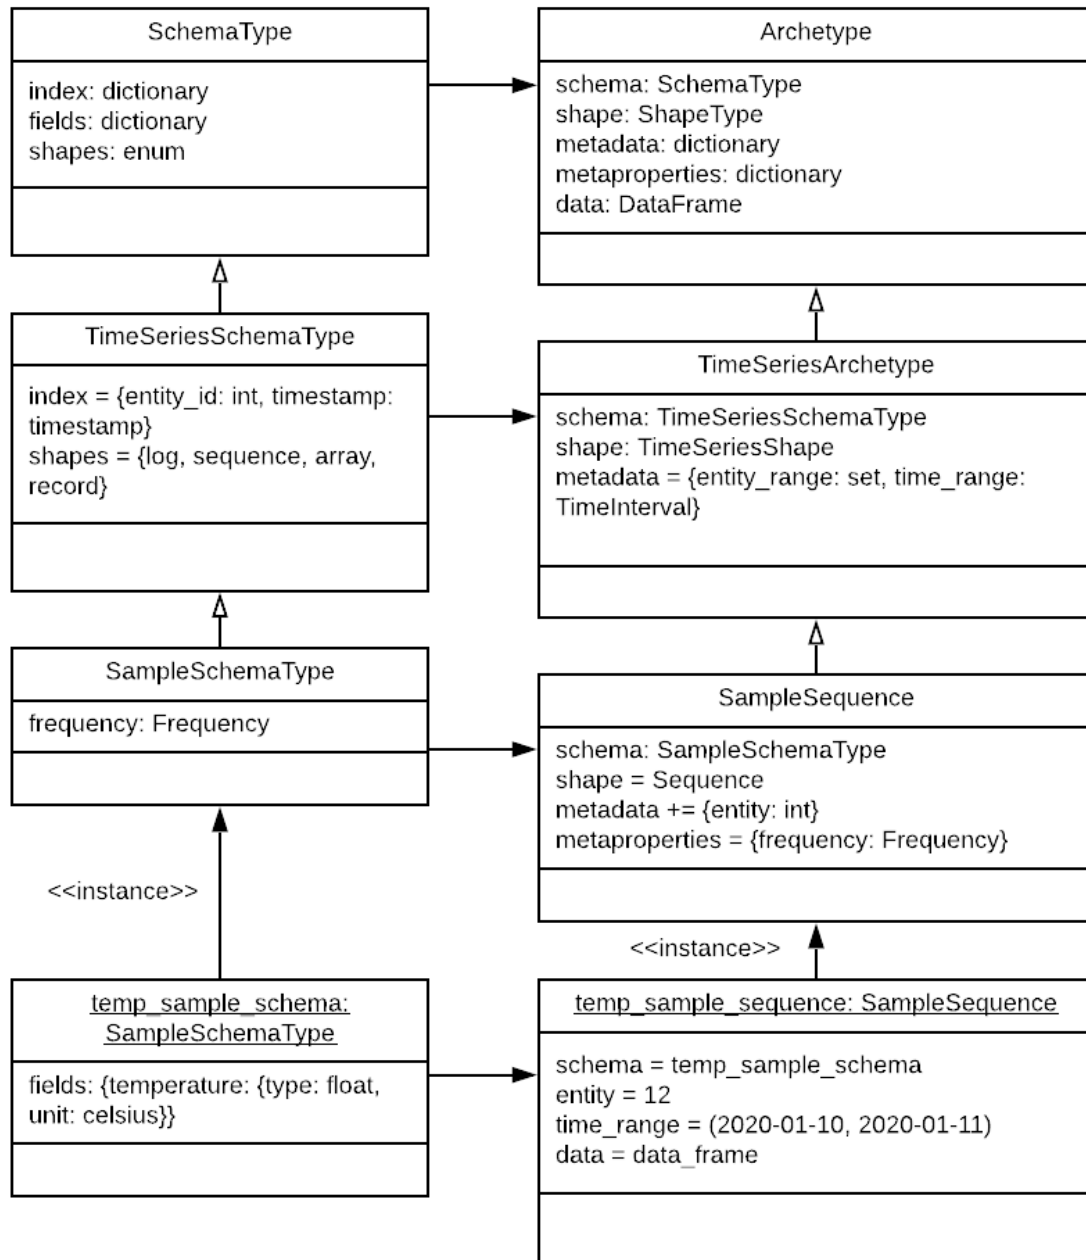 SchemaType
index: dictionary
fields: dictionary
shapes: enum
Archetype
schema: SchemaType
shape: ShapeType
metadata: dictionary
metaproperties: dictionary
data: DataFrame
TimeSeriesSchemaType
index = {entity_id: int, timestamp:
timestamp}
shapes = {log, sequence, array,
record}
TimeSeriesArchetype
schema: TimeSeriesSchemaType
shape: TimeSeriesShape
metadata = {entity_range: set, time_range:
TimeInterval}
SampleSchemaType
frequency: Frequency
SampleSequence
schema: SampleSchemaType
shape = Sequence
metadata += {entity: int}
metaproperties = {frequency: Frequency}
<<instance>>
<<instance>>
temp_sample_schema:
SampleSchemaType
fields: {temperature: {type: float,
unit: celsius}}
temp_sample_sequence: SampleSequence
schema = temp_sample_schema
entity = 12
time_range = (2020-01-10, 2020-01-11)
data = data_frame